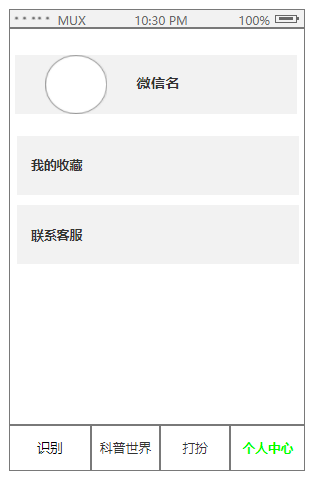 ***** MUX 10:30 PM 100%
微信名
我的收藏
联系客服
识别 科普世界 打扮 个人中心